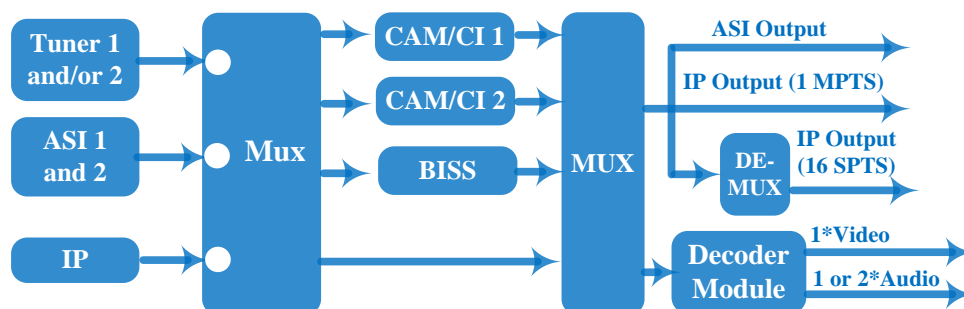 Tuner 1
and/or 2
ASI 1
and 2
IP
Mux
CAM/CI 1
CAM/CI 2
BISS
MUX
ASI Output
IP Output (1 MPTS)
IP Output
(16 SPTS)
DE-
MUX
Decoder
Module
1*Video
1 or 2*Audio